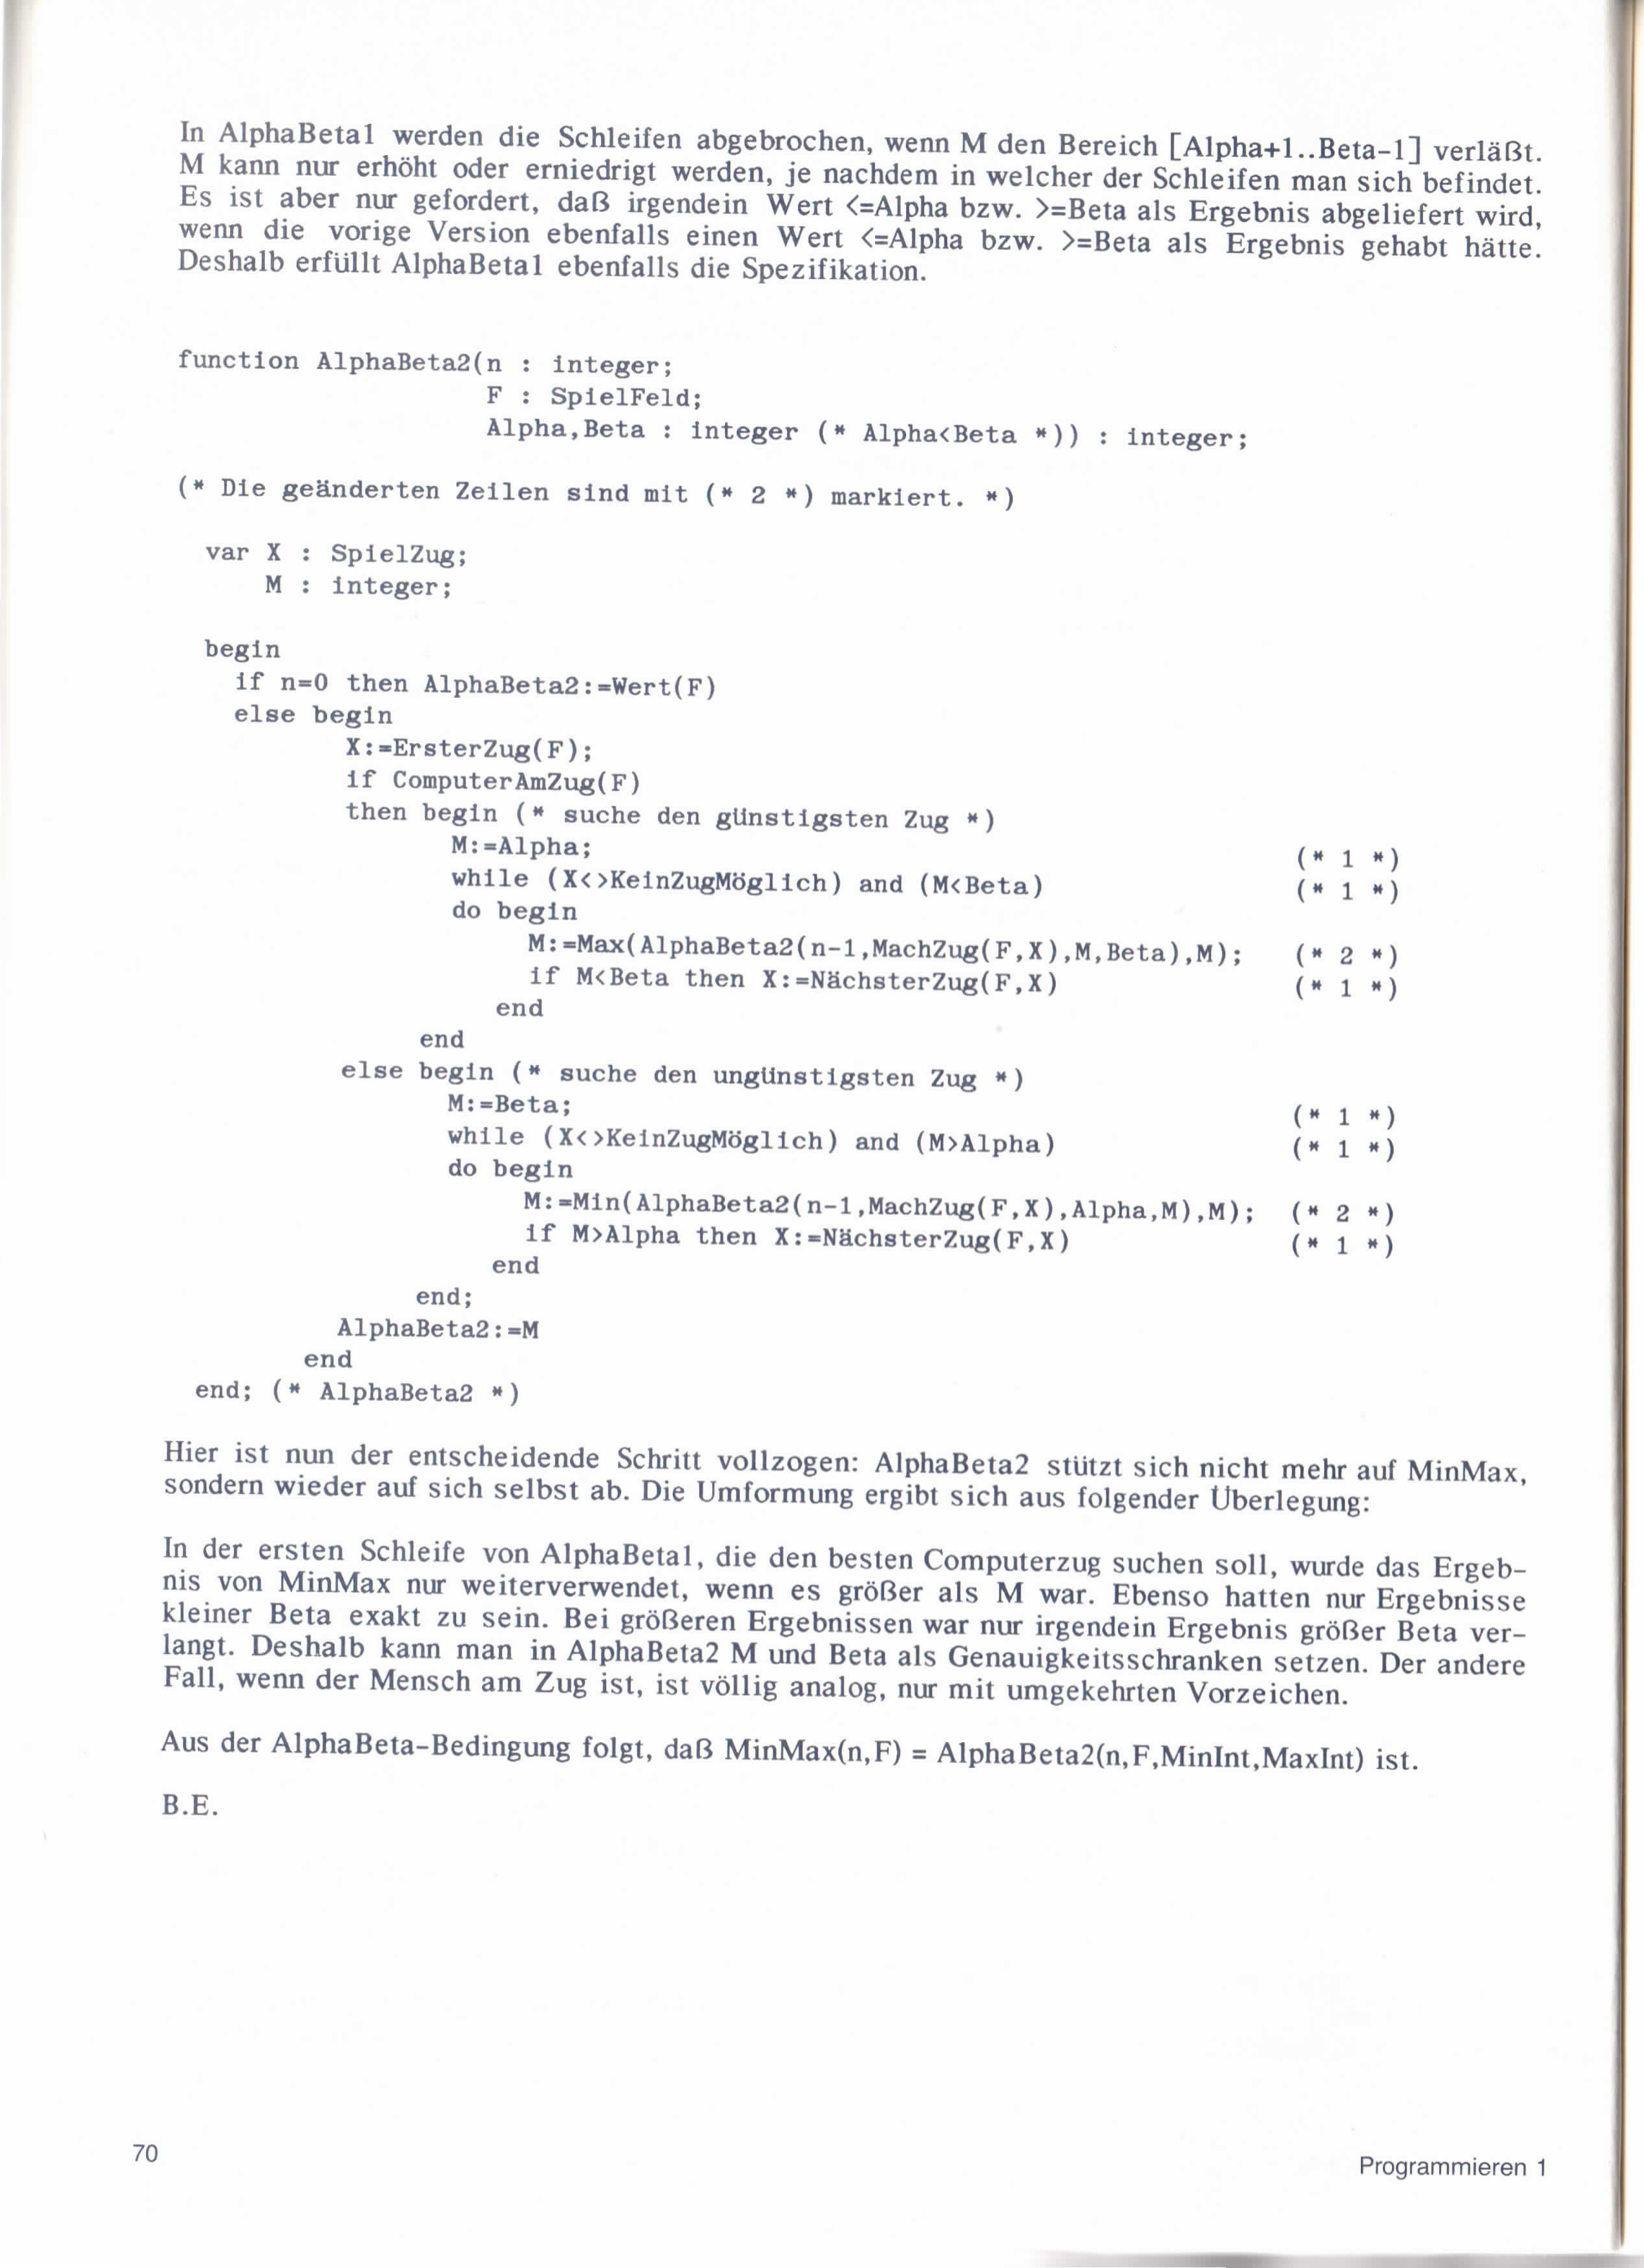 In AlphaBeta1 werden die Schleifen abgebrochen, wenn M den Bereich [Alpha+1..Beta-1] verläßt.
M kann nur erhöht oder erniedrigt werden, je nachdem in welcher der Schleifen man sich befindet.
Es ist aber nur gefordert, daß irgendein Wert <=Alpha bzw. >=Beta als Ergebnis abgeliefert wird,
wenn die vorige Version ebenfalls einen Wert <=Alpha bzw. >=Beta als Ergebnis gehabt hätte.
Deshalb erfüllt AlphaBeta1 ebenfalls die Spezifikation.
function AlphaBeta2(n : integer;
F : SpielFeld;
Alpha,Beta : integer (* Alpha<Beta *)) : integer;
(* Die geänderten Zeilen sind mit (* 2 *) markiert. *)
var X : SpielZug;
M : integer;
begin
if n=0 then AlphaBeta2:=Wert(F)
else begin
X:=ErsterZug(F);
if ComputerAmZug(F)
then begin (* suche den günstigsten Zug *)
M:=Alpha; (* 1 *)
while (X<>KeinZugMöglich) and (M<Beta) (* 1 *)
do begin
M:=Max(AlphaBeta2(n-1,MachZug(F,X),M,Beta),M); (* 2 *)
if M<Beta then X:=NächsterZug(F,X) (* 1 *)
end
end
else begin (* suche den ungünstigsten Zug *)
M:=Beta; (* 1 *)
while (X<>KeinZugMöglich) and (M>Alpha) (* 1 *)
do begin
M:=Min(AlphaBeta2(n-1,MachZug(F,X),Alpha,M),M); (* 2 *)
if M>Alpha then X:=NächsterZug(F,X) (* 1 *)
end
end;
AlphaBeta2:=M
end
end; (* AlphaBeta2 *)
Hier ist nun der entscheidende Schritt vollzogen: AlphaBeta2 stützt sich nicht mehr auf MinMax,
sondern wieder auf sich selbst ab. Die Umformung ergibt sich aus folgender Überlegung:
In der ersten Schleife von AlphaBeta1, die den besten Computerzug suchen soll, wurde das Ergeb-
nis von MinMax nur weiterverwendet, wenn es größer als M war. Ebenso hatten nur Ergebnisse
kleiner Beta exakt zu sein. Bei größeren Ergebnissen war nur irgendein Ergebnis größer Beta ver-
langt. Deshalb kann man in AlphaBeta2 M und Beta als Genauigkeitsschranken setzen. Der andere
Fall, wenn der Mensch am Zug ist, ist völlig analog, nur mit umgekehrten Vorzeichen.
Aus der AlphaBeta-Bedingung folgt, daß MinMax(n,F) = AlphaBeta2(n,F,MinInt,MaxInt) ist.
B.E.
70
Programmieren 1